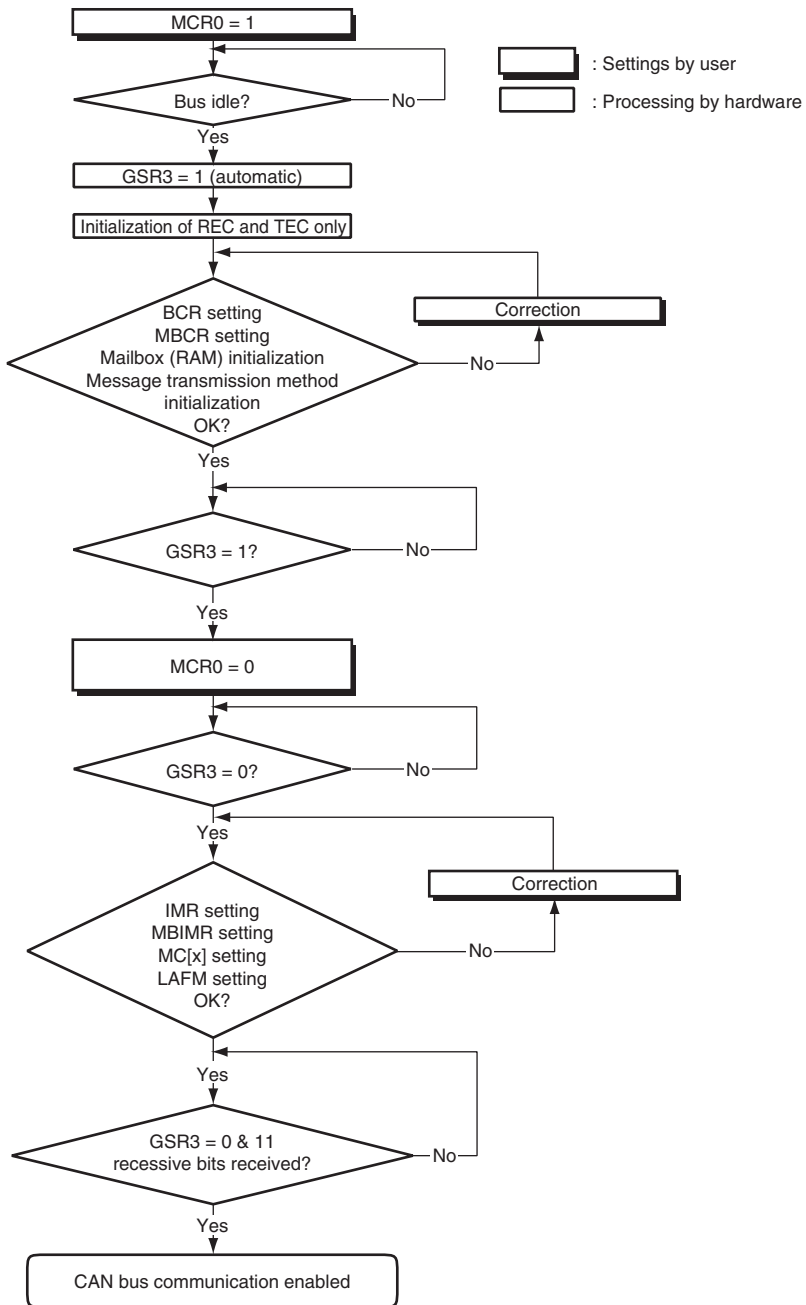 MCR0 = 1
: Settings by user
Bus idle?
No
: Processing by hardware
Yes
GSR3 = 1 (automatic)
Initialization of REC and TEC only
BCR setting
MBCR setting
Mailbox (RAM) initialization
Message transmission method
initialization
OK?
No
Correction
Yes
GSR3 = 1?
No
Yes
MCR0 = 0
GSR3 = 0?
No
Yes
IMR setting
MBIMR setting
MC[x] setting
LAFM setting
OK?
No
Correction
Yes
GSR3 = 0 & 11
recessive bits received?
No
Yes
CAN bus communication enabled